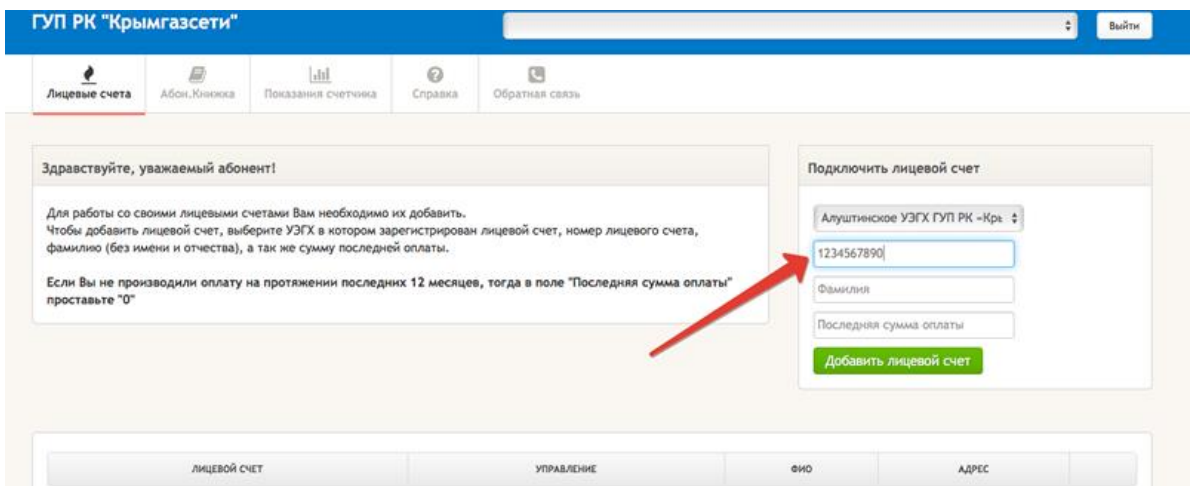 ГУП РК "Крымгазсети"
Выйти
Лицевые счета
Абон.Книжка
Показания счетчика
Справка
Обратная связь
Здравствуйте, уважаемый абонент!
Для работы со своими лицевыми счетами Вам необходимо их добавить.
Чтобы добавить лицевой счет, выберите УЭГХ в котором зарегистрирован лицевой счет, номер лицевого счета,
фамилию (без имени и отчества), а так же сумму последней оплаты.
Если Вы не производили оплату на протяжении последних 12 месяцев, тогда в поле "Последняя сумма оплаты"
проставьте "0"
Подключить лицевой счет
Алуштинское УЭГХ ГУП РК «Кры
1234567890
Фамилия
Последняя сумма оплаты
Добавить лицевой счет
ЛИЦЕВОЙ СЧЕТ
УПРАВЛЕНИЕ
ФИО
АДРЕС